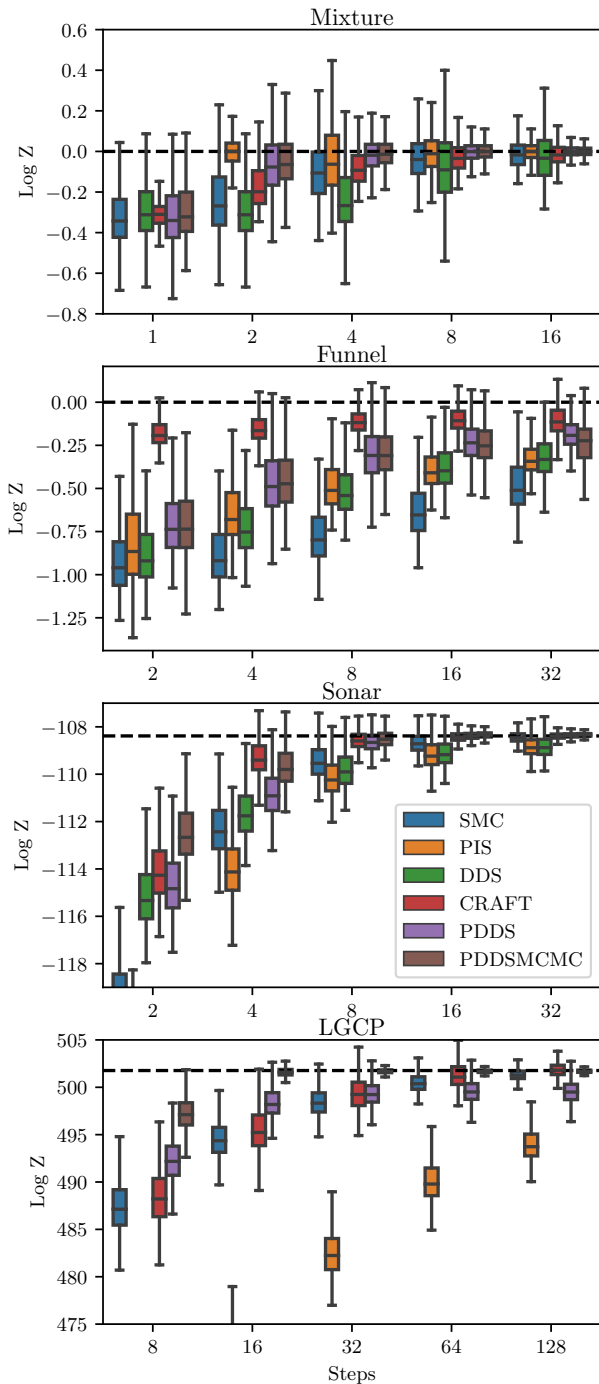 Mixture
0.6
0.4
0.2
0.0
−0.2
−0.4
−0.6
−0.8
Log Z
1 2 4 8 16
Funnel
0.00
−0.25
−0.50
−0.75
−1.00
−1.25
Log Z
2 4 8 16 32
Sonar
−108
−110
−112
−114
−116
−118
Log Z
SMC
PIS
DDS
CRAFT
PDDS
PDDSMCMC
2 4 8 16 32
LGCP
505
500
495
490
485
480
475
Log Z
8 16 32 64 128
Steps